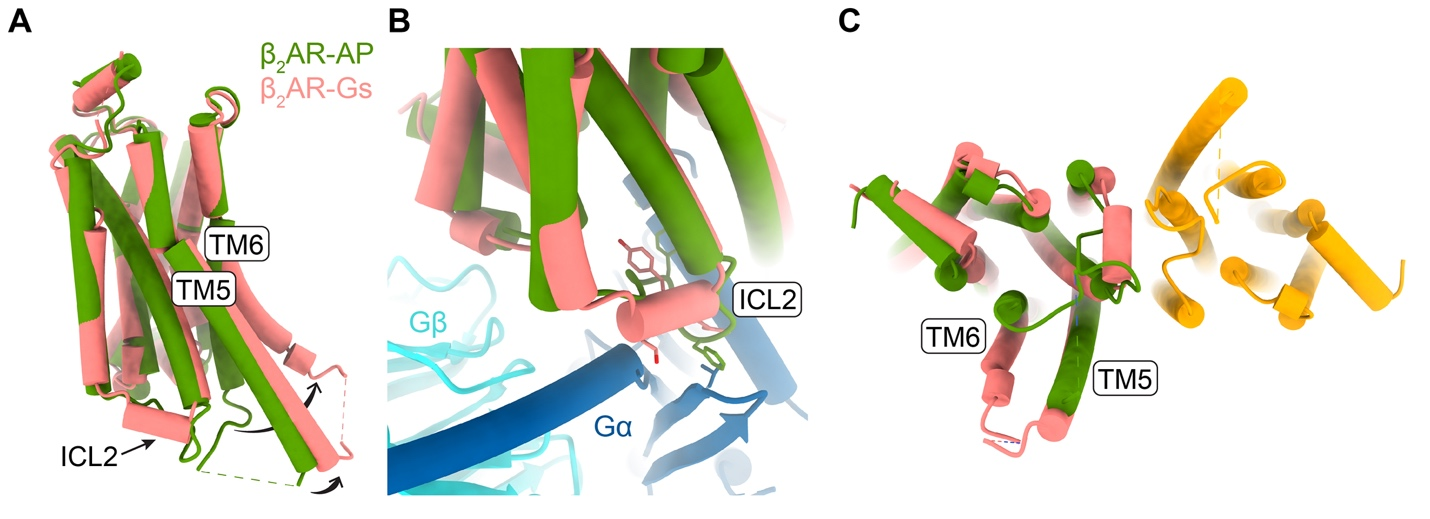 A
β₂AR-AP
β₂AR-Gs
TM6
TM5
ICL2
B
ICL2
Gβ
Gα
C
TM6
TM5